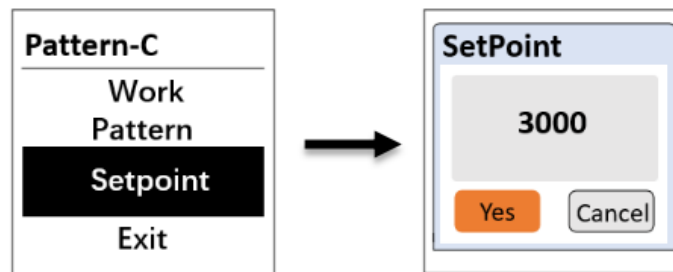 Pattern-C
Work
Pattern
Setpoint
Exit
SetPoint
3000
Yes
Cancel